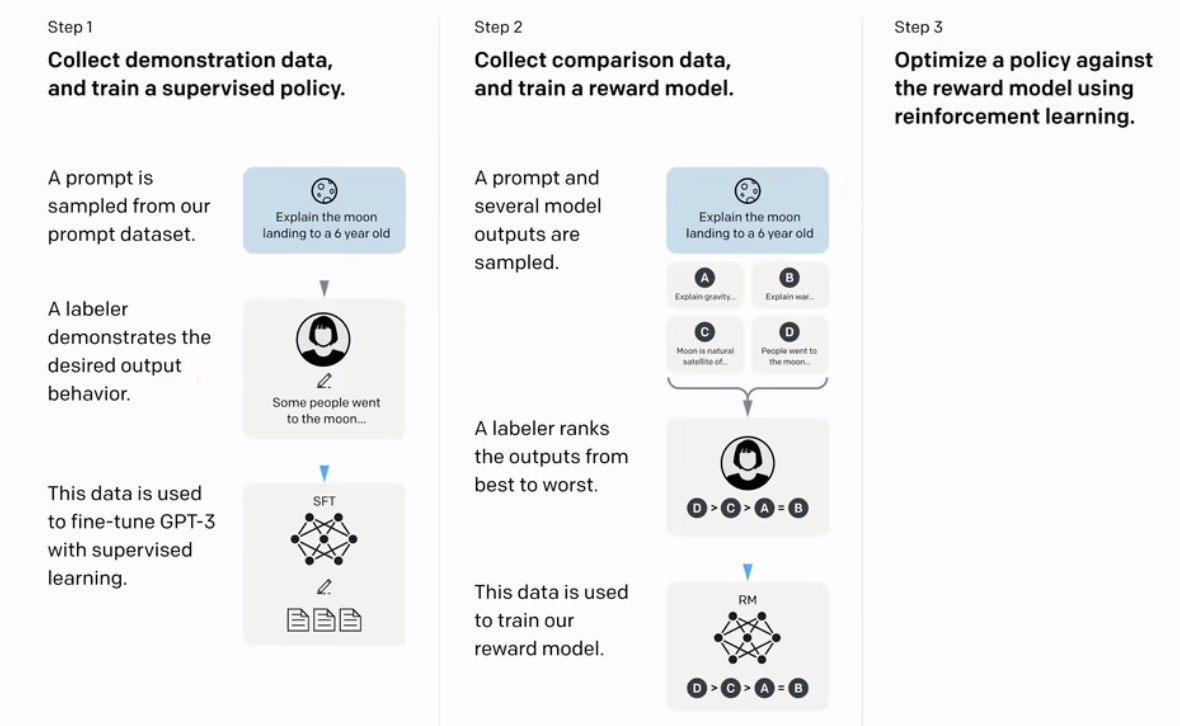 Step 1
Collect demonstration data,
and train a supervised policy.
A prompt is
sampled from our
prompt dataset.
Explain the moon
landing to a 6 year old
A labeler
demonstrates the
desired output
behavior.
Some people went
to the moon...
This data is used
to fine-tune GPT-3
with supervised
learning.
SFT
Step 2
Collect comparison data,
and train a reward model.
A prompt and
several model
outputs are
sampled.
Explain the moon
landing to a 6 year old
A
Explain gravity...
B
Explain war...
C
Moon is natural
satellite of...
D
People went to
the moon...
A labeler ranks
the outputs from
best to worst.
D > C > A = B
This data is used
to train our
reward model.
RM
D > C > A = B
Step 3
Optimize a policy against
the reward model using
reinforcement learning.